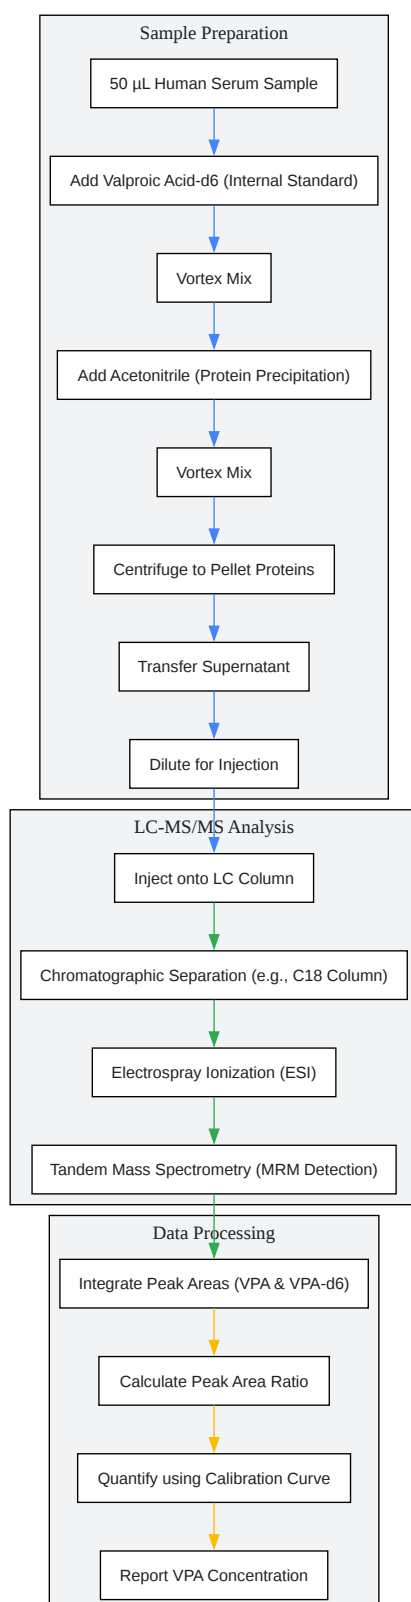 Sample Preparation
50 µL Human Serum Sample
Add Valproic Acid-d6 (Internal Standard)
Vortex Mix
Add Acetonitrile (Protein Precipitation)
Vortex Mix
Centrifuge to Pellet Proteins
Transfer Supernatant
Dilute for Injection
LC-MS/MS Analysis
Inject onto LC Column
Chromatographic Separation (e.g., C18 Column)
Electrospray Ionization (ESI)
Tandem Mass Spectrometry (MRM Detection)
Data Processing
Integrate Peak Areas (VPA & VPA-d6)
Calculate Peak Area Ratio
Quantify using Calibration Curve
Report VPA Concentration